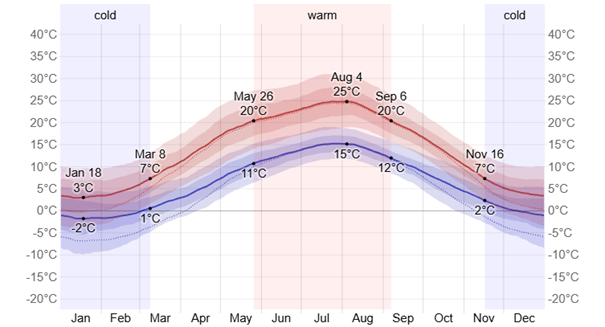 cold warm cold
40°C 40°C
35°C 35°C
30°C 30°C
25°C 25°C
20°C 20°C
15°C 15°C
10°C 10°C
5°C 5°C
0°C 0°C
-5°C -5°C
-10°C -10°C
-15°C -15°C
-20°C -20°C
Jan 18
3°C
-2°C
Mar 8
7°C
1°C
May 26
20°C
11°C
Aug 4
25°C
15°C
Sep 6
20°C
12°C
Nov 16
7°C
2°C
Jan Feb Mar Apr May Jun Jul Aug Sep Oct Nov Dec